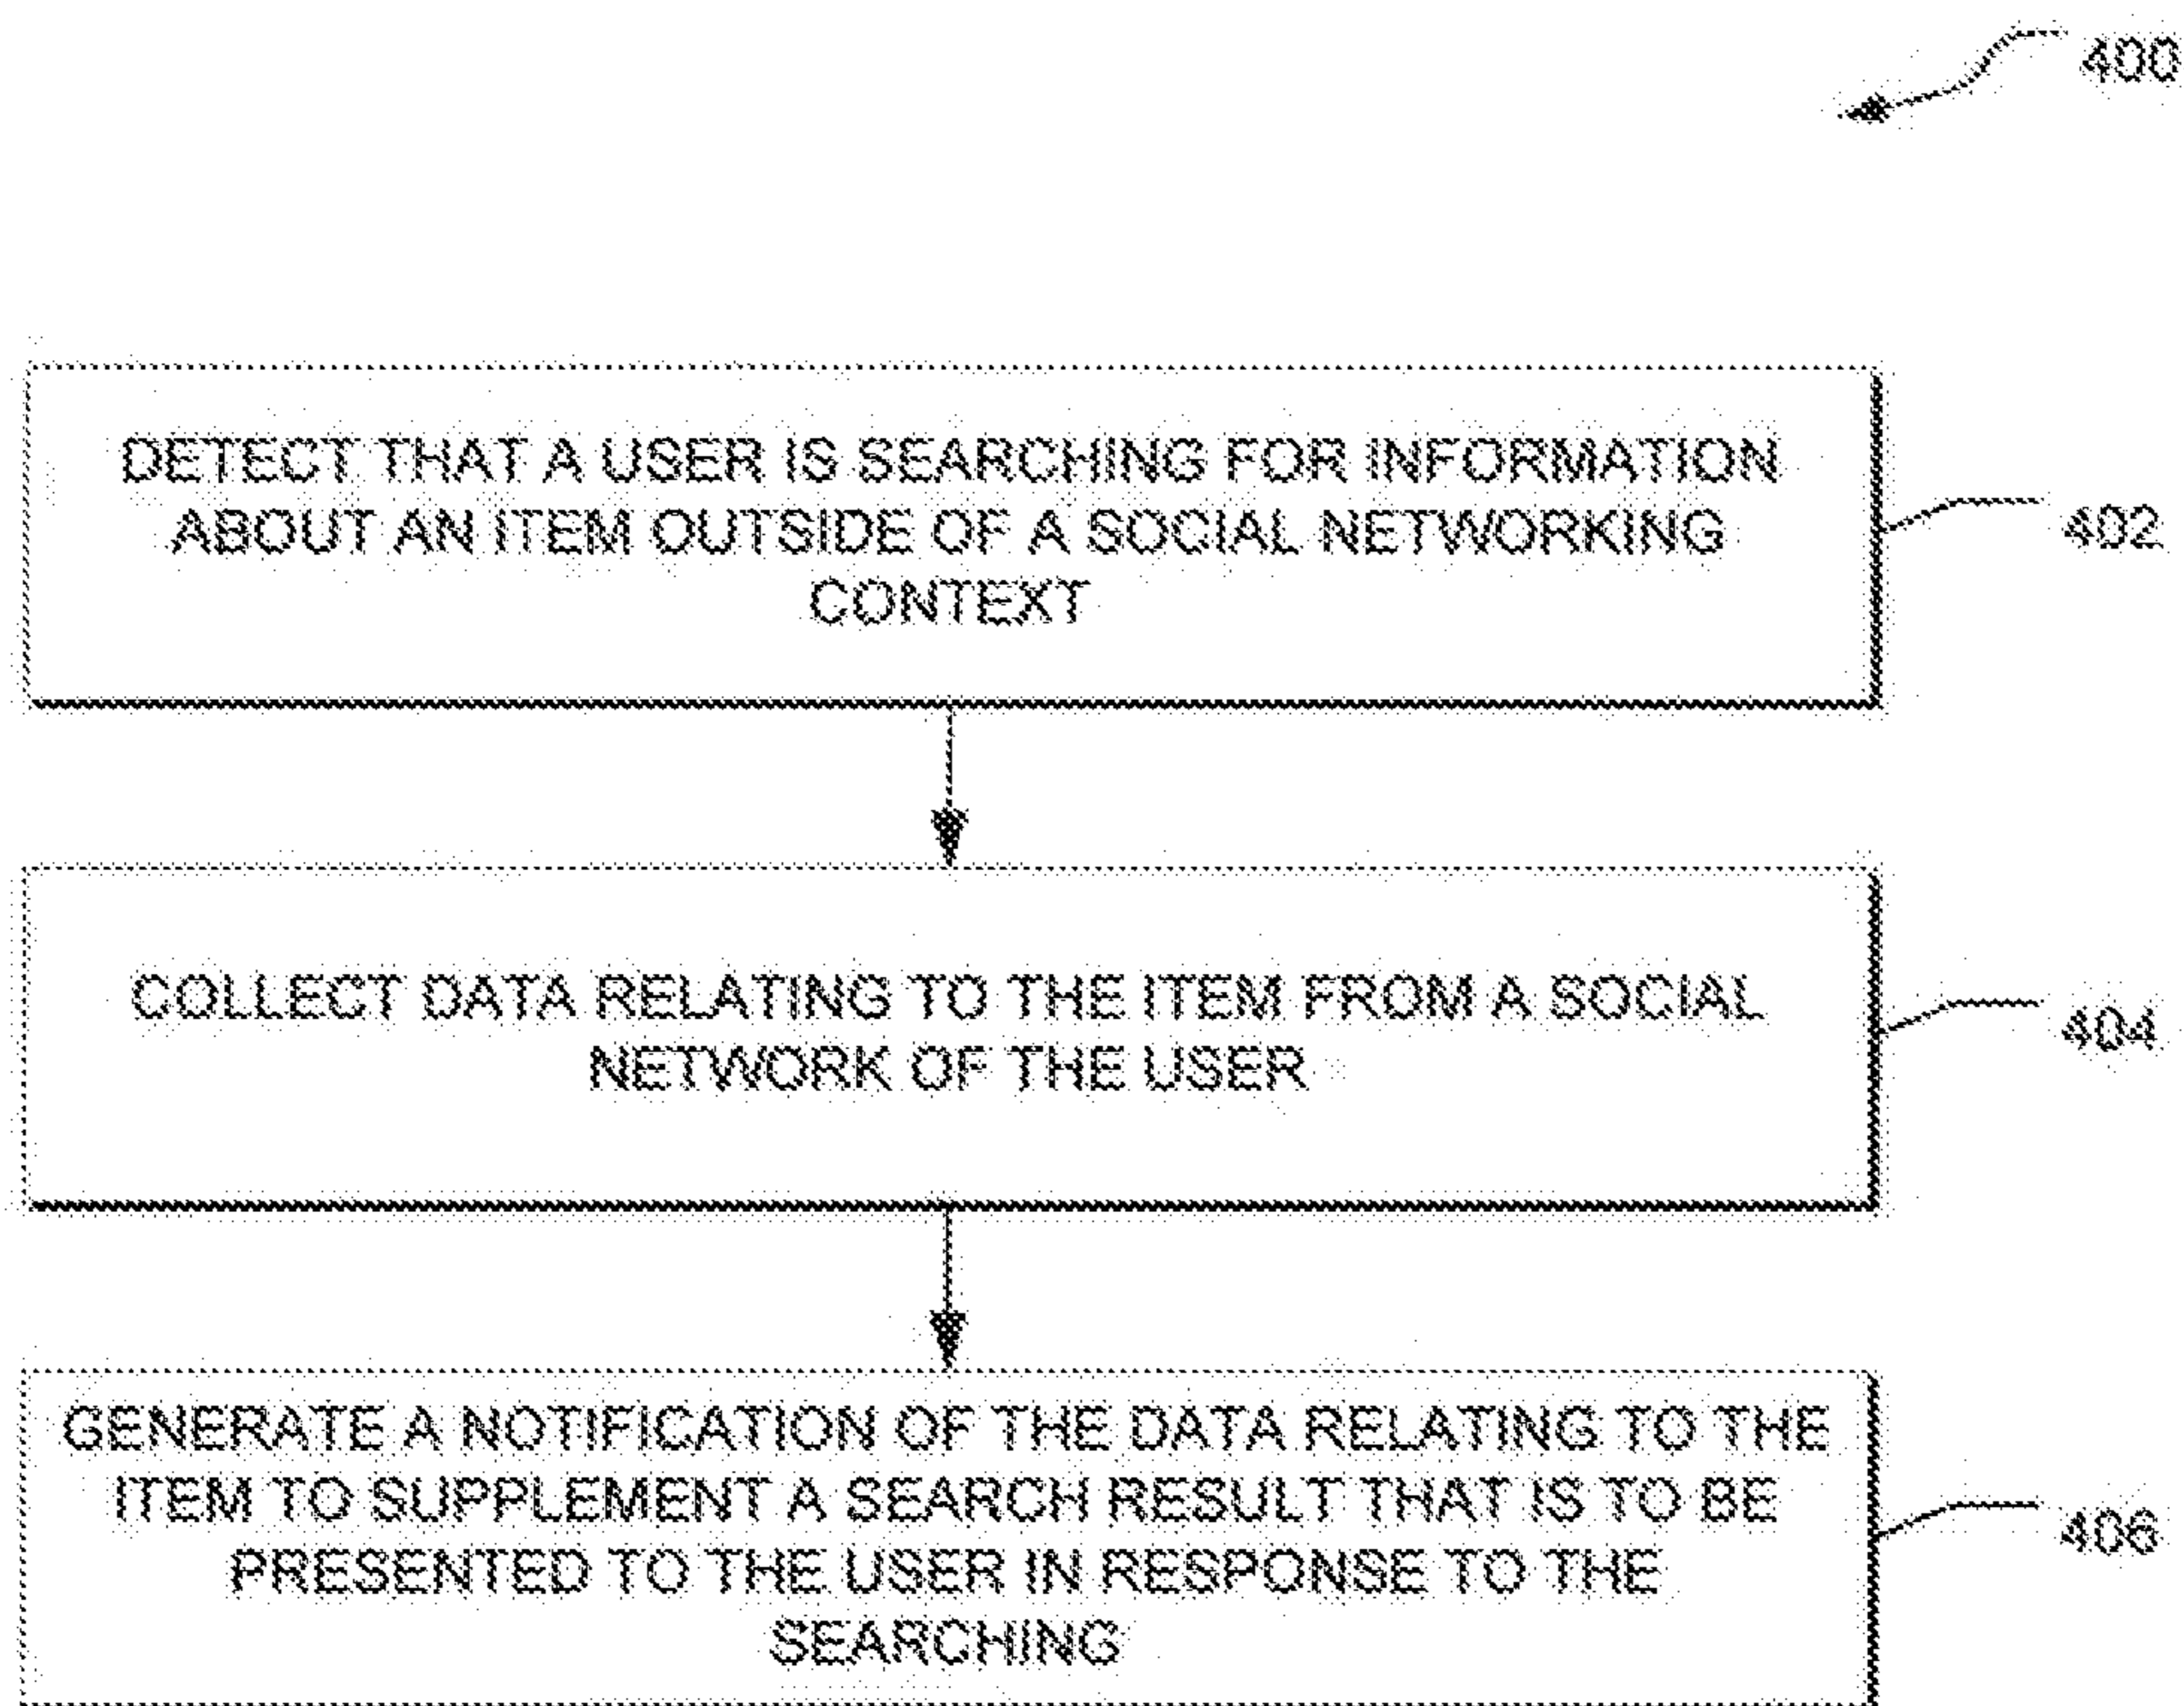 400
DETECT THAT A USER IS SEARCHING FOR INFORMATION
ABOUT AN ITEM OUTSIDE OF A SOCIAL NETWORKING
CONTEXT
402
COLLECT DATA RELATING TO THE ITEM FROM A SOCIAL
NETWORK OF THE USER
404
GENERATE A NOTIFICATION OF THE DATA RELATING TO THE
ITEM TO SUPPLEMENT A SEARCH RESULT THAT IS TO BE
PRESENTED TO THE USER IN RESPONSE TO THE
SEARCHING
406